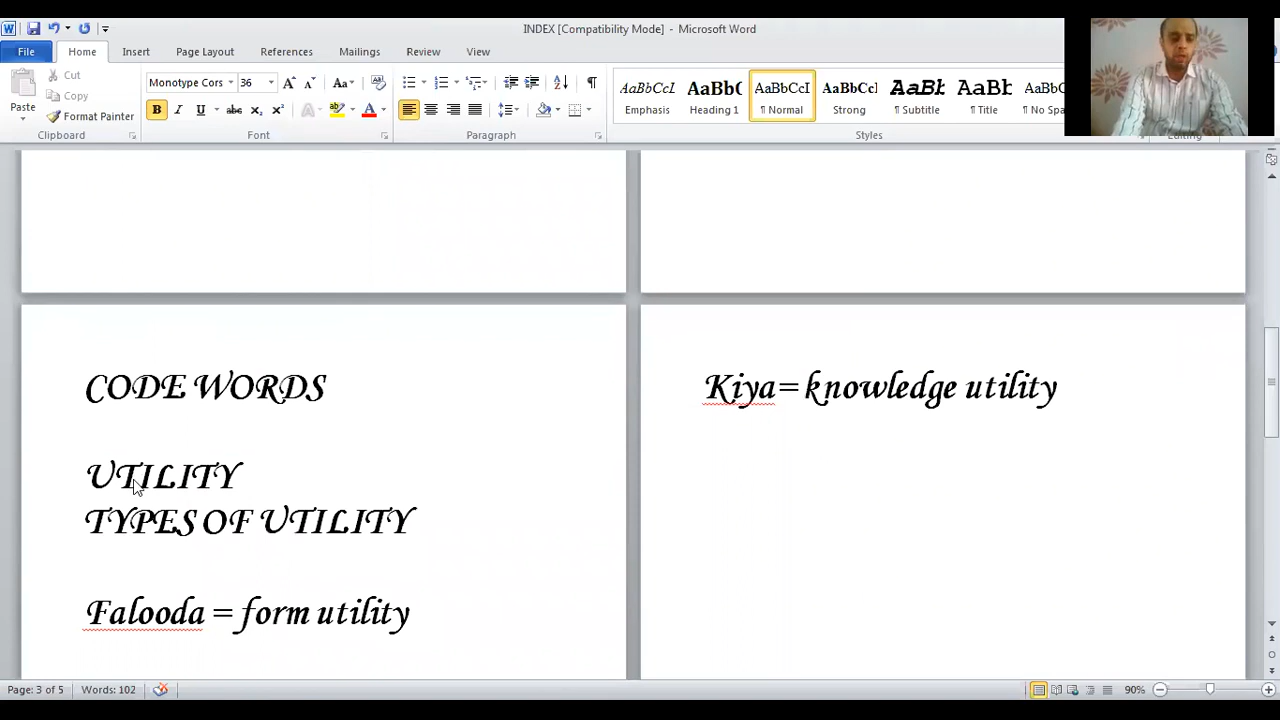 INDEX [Compatibility Mode] - Microsoft Word
File Home Insert Page Layout References Mailings Review View
Paste
Cut
Copy
Format Painter
Clipboard
Monotype Cors 36
Font
Paragraph
AaBbCcI AaBbC AaBbCcI AaBbCcI AaBb AaBbC AaBbCc
Emphasis Heading 1 ¶ Normal Strong ¶ Subtitle ¶ Title ¶ No Spa
Styles
Editing
CODE WORDS
UTILITY
TYPES OF UTILITY
Falooda = form utility
Kiya= knowledge utility
Page: 3 of 5 Words: 102 90%